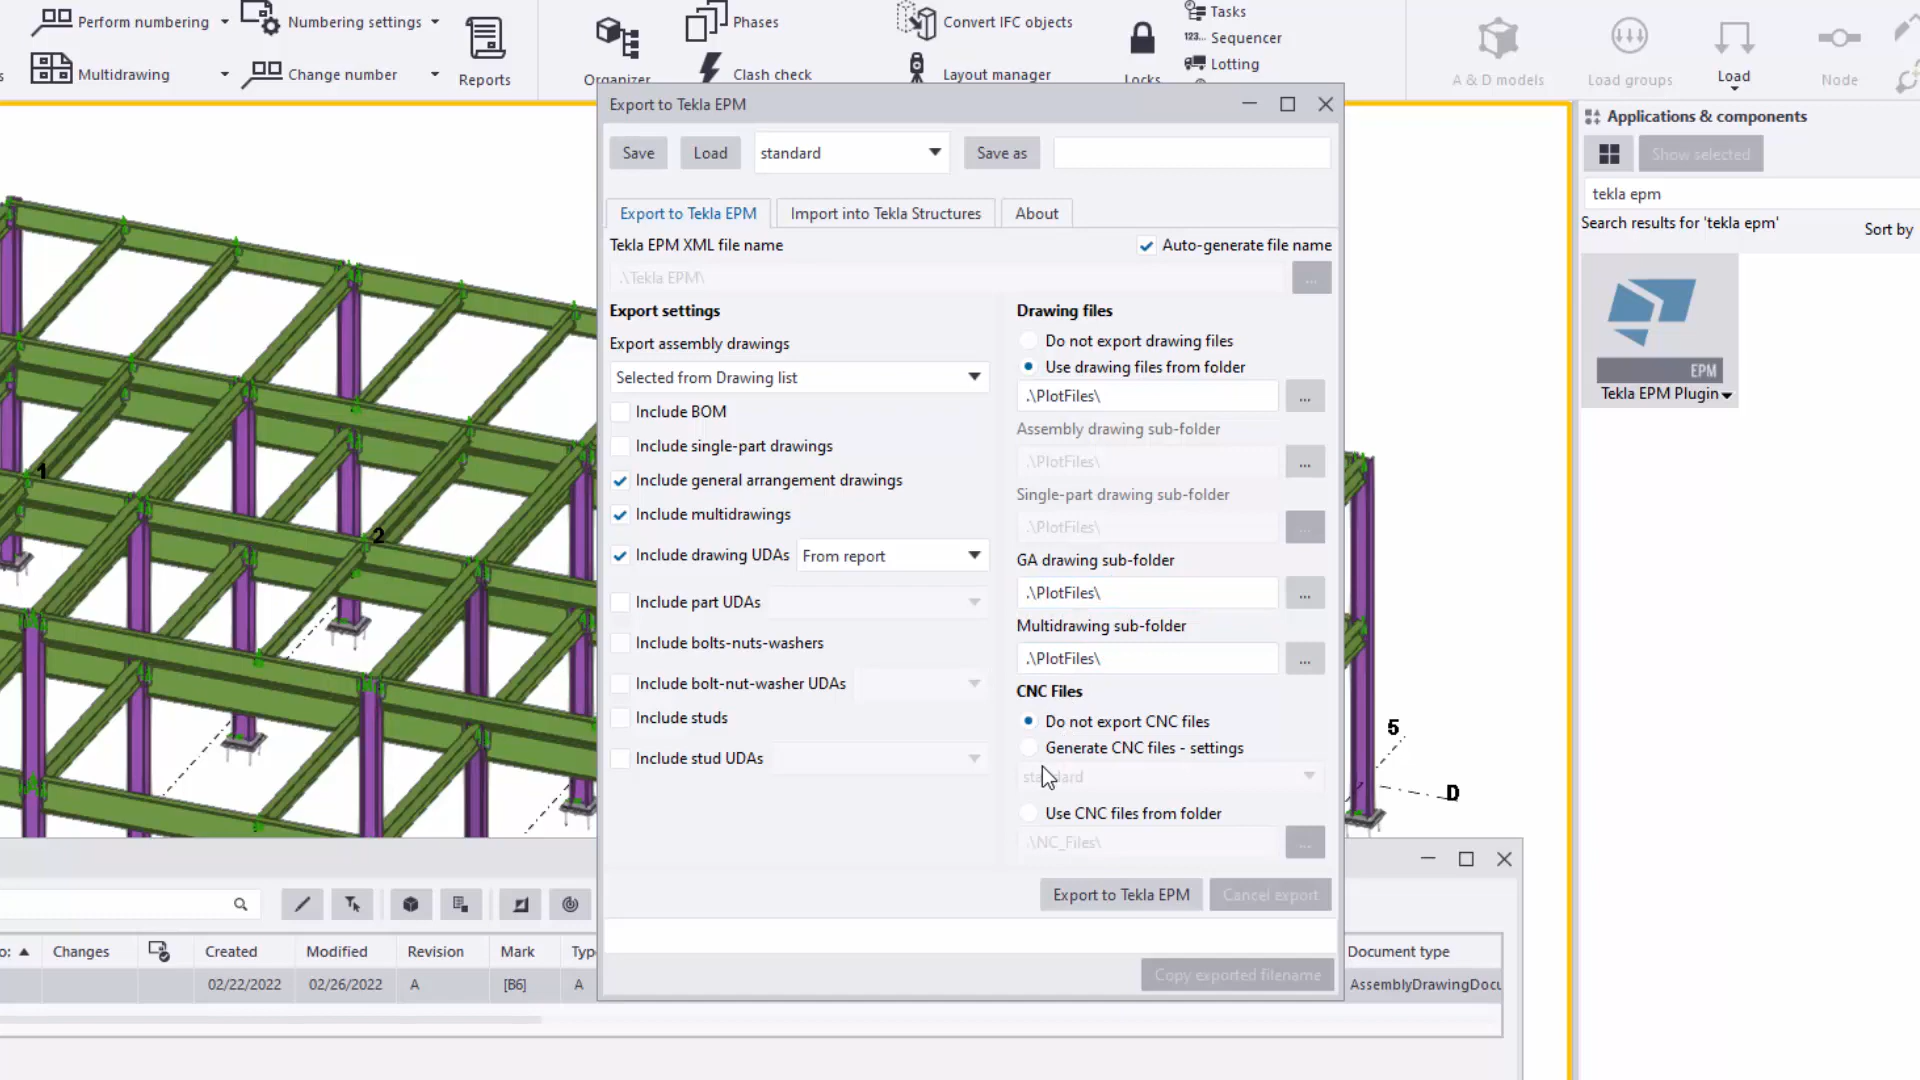 Perform numbering
Numbering settings
Phases
Convert IFC objects
Tasks
123... Sequencer
Multidrawing
Change number
Reports
Organizer
Clash check
Layout manager
Locks
Lotting
A & D models
Load groups
Load
Node
Export to Tekla EPM
Save
Load
standard
Save as
Export to Tekla EPM
Import into Tekla Structures
About
Tekla EPM XML file name
Auto-generate file name
.\Tekla EPM\
...
Export settings
Export assembly drawings
Selected from Drawing list
Include BOM
Include single-part drawings
Include general arrangement drawings
Include multidrawings
Include drawing UDAs
From report
Include part UDAs
Include bolts-nuts-washers
Include bolt-nut-washer UDAs
Include studs
Include stud UDAs
Drawing files
Do not export drawing files
Use drawing files from folder
.\PlotFiles\
...
Assembly drawing sub-folder
.\PlotFiles\
...
Single-part drawing sub-folder
.\PlotFiles\
...
GA drawing sub-folder
.\PlotFiles\
...
Multidrawing sub-folder
.\PlotFiles\
...
CNC Files
Do not export CNC files
Generate CNC files - settings
standard
Use CNC files from folder
.\NC_Files\
...
Export to Tekla EPM
Cancel export
Copy exported filename
Applications & components
Show selected
tekla epm
Search results for 'tekla epm'
Sort by
EPM
Tekla EPM Plugin
1
2
5
D
o:
Changes
Created
Modified
Revision
Mark
Type
Document type
02/22/2022
02/26/2022
A
[B6]
A
AssemblyDrawingDocu